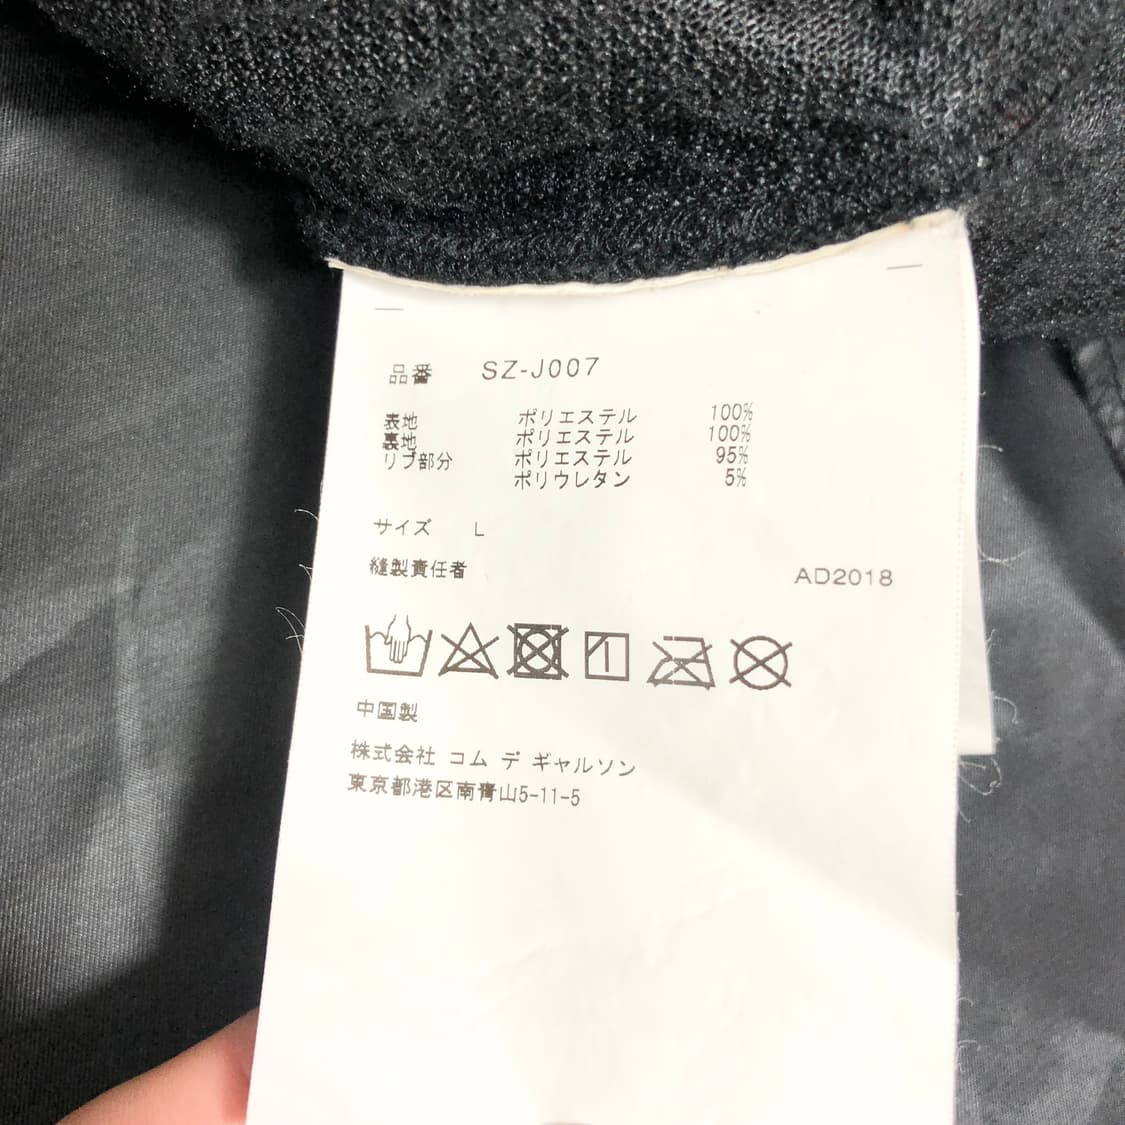 品番 SZ-J007
表地 ポリエステル 100%
裏地 ポリエステル 100%
リブ部分 ポリエステル 95%
ポリウレタン 5%
サイズ L
縫製責任者 AD2018
中国製
株式会社 コム デ ギャルソン
東京都港区南青山5-11-5